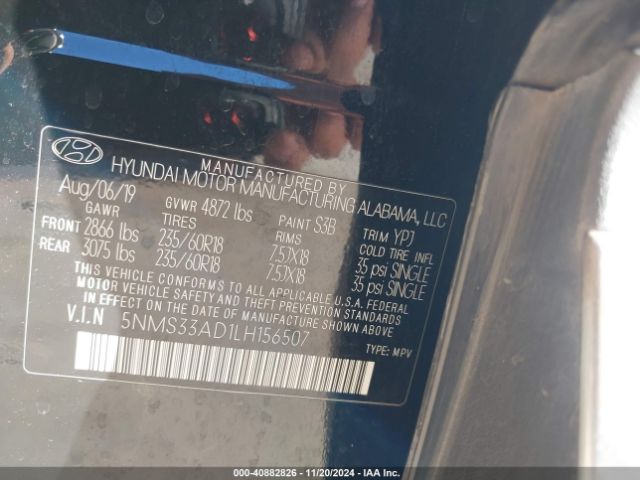 MANUFACTURED BY
HYUNDAI MOTOR MANUFACTURING ALABAMA, LLC
Aug/06/19 GVWR 4872 lbs PAINT S3B TRIM YPJ
GAWR TIRES RIMS COLD TIRE INFL
FRONT 2866 lbs 235/60R18 7.5JX18 35 psi SINGLE
REAR 3075 lbs 235/60R18 7.5JX18 35 psi SINGLE
THIS VEHICLE CONFORMS TO ALL APPLICABLE U.S.A. FEDERAL
MOTOR VEHICLE SAFETY AND THEFT PREVENTION STANDARDS
IN EFFECT ON THE DATE OF MANUFACTURE SHOWN ABOVE
V.I.N 5NMS33AD1LH156507
TYPE: MPV
000-40882826 - 11/20/2024 - IAA Inc.